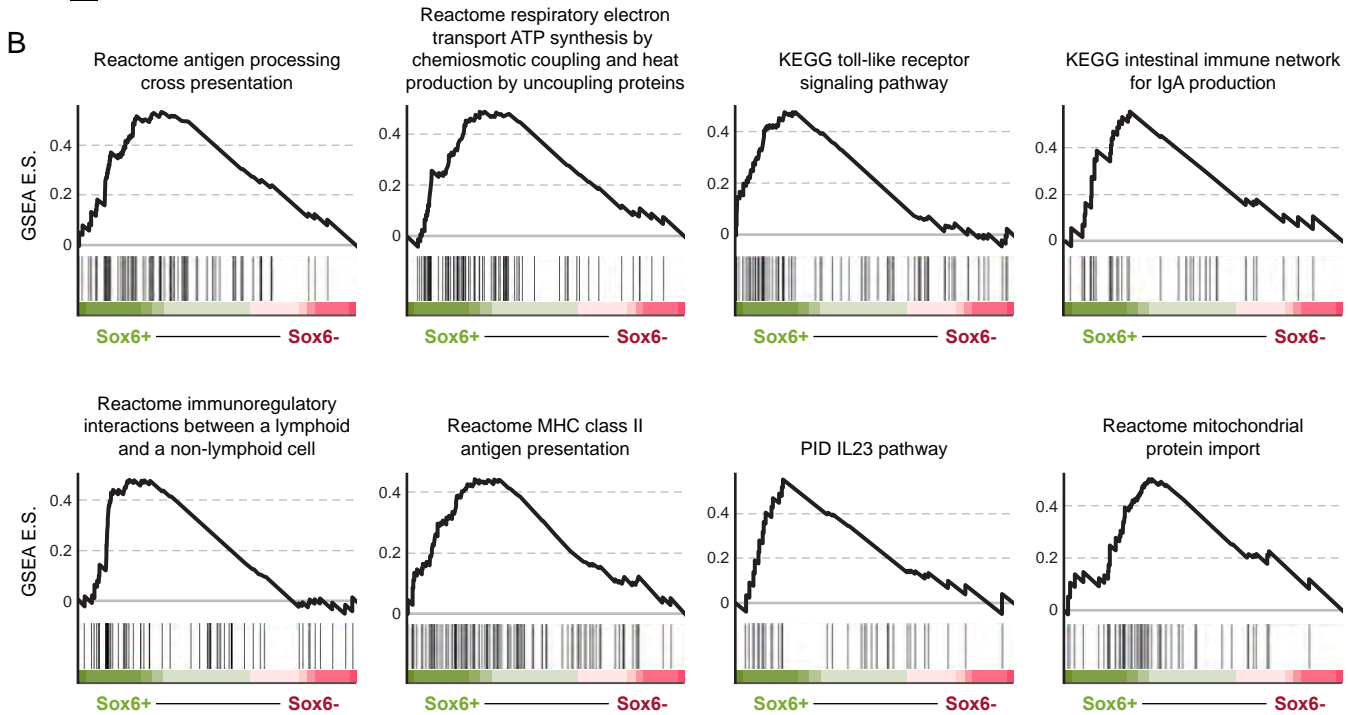 B
Reactome antigen processing
cross presentation
Reactome respiratory electron
transport ATP synthesis by
chemiosmotic coupling and heat
production by uncoupling proteins
KEGG toll-like receptor
signaling pathway
KEGG intestinal immune network
for IgA production
GSEA E.S.
0.4
0.2
0
0.4
0.2
0
0.4
0.2
0
0.4
0.2
0
Sox6+
Sox6-
Sox6+
Sox6-
Sox6+
Sox6-
Sox6+
Sox6-
Reactome immunoregulatory
interactions between a lymphoid
and a non-lymphoid cell
Reactome MHC class II
antigen presentation
PID IL23 pathway
Reactome mitochondrial
protein import
GSEA E.S.
0.4
0.2
0
0.4
0.2
0
0.4
0.2
0
0.4
0.2
0
Sox6+
Sox6-
Sox6+
Sox6-
Sox6+
Sox6-
Sox6+
Sox6-